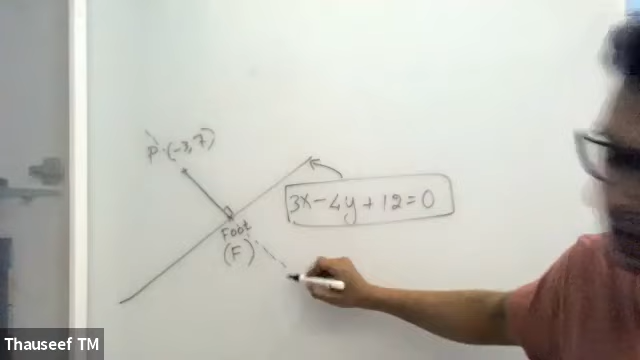 P (-3,7)
3x-4y+12=0
Foot
(F)
Thauseef TM